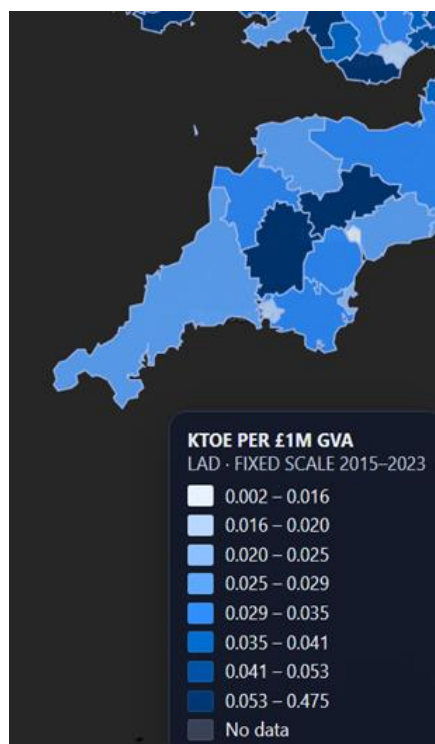 KTOE PER £1M GVA
LAD · FIXED SCALE 2015–2023
0.002 – 0.016
0.016 – 0.020
0.020 – 0.025
0.025 – 0.029
0.029 – 0.035
0.035 – 0.041
0.041 – 0.053
0.053 – 0.475
No data